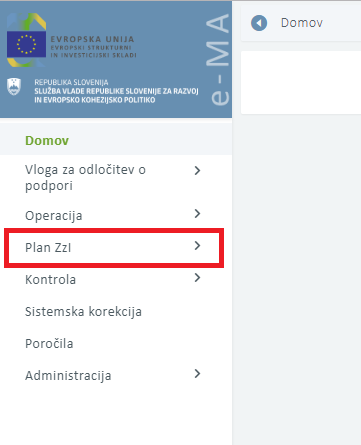 EVROPSKA UNIJA
EVROPSKI STRUKTURNI
IN INVESTICIJSKI SKLADI
REPUBLIKA SLOVENIJA
SLUŽBA VLADE REPUBLIKE SLOVENIJE ZA RAZVOJ
IN EVROPSKO KOHEZIJSKO POLITIKO
e-MA
Domov
Domov
Vloga za odločitev o
podpori
Operacija
Plan ZzI
Kontrola
Sistemska korekcija
Poročila
Administracija